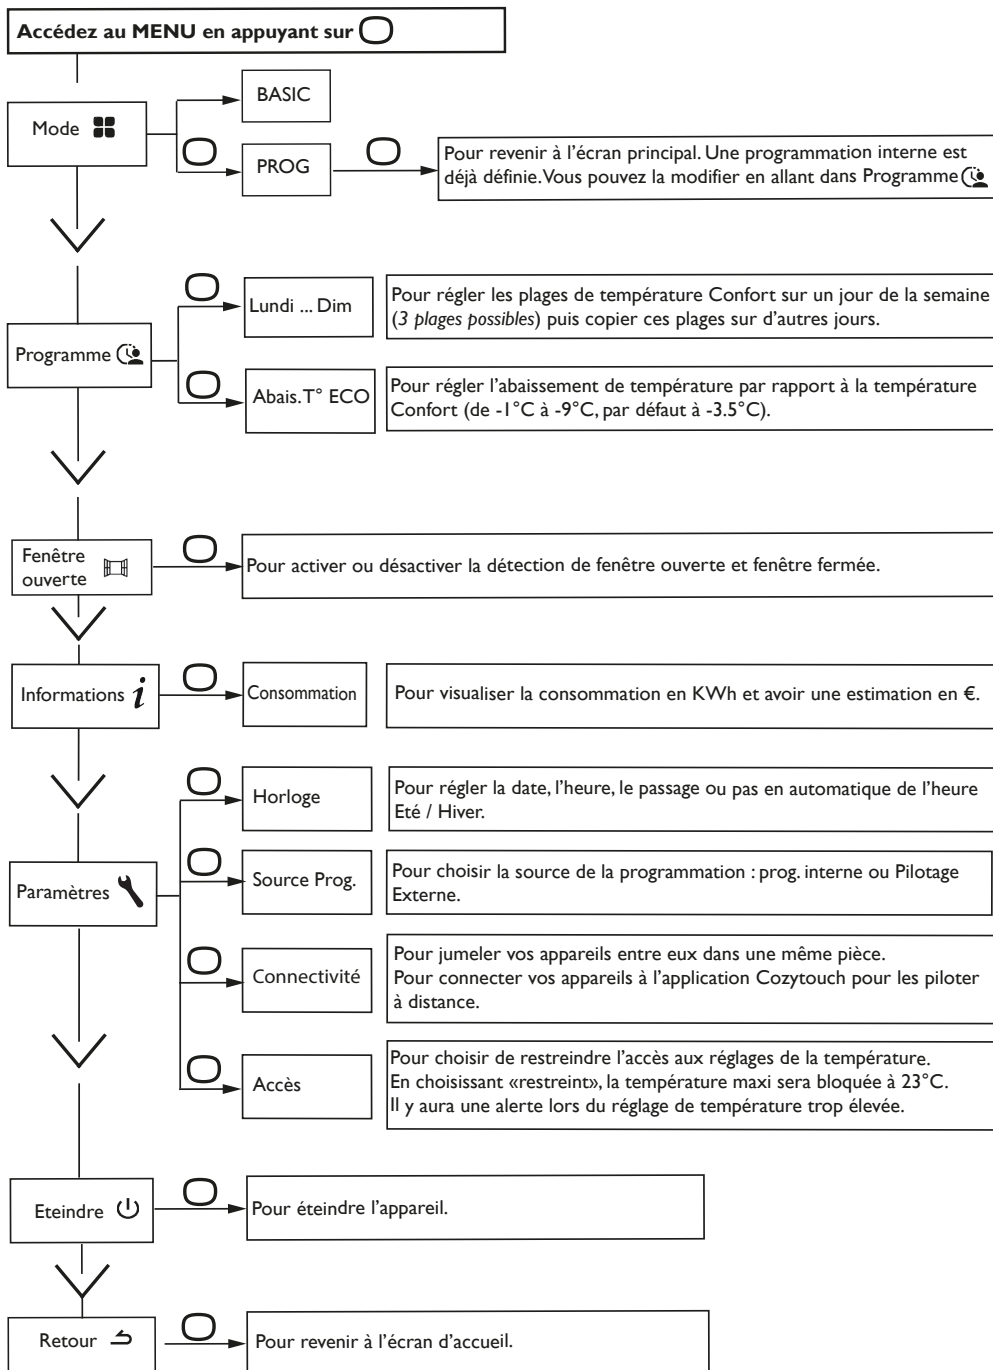 Accédez au MENU en appuyant sur
Mode
BASIC
PROG
Pour revenir à l'écran principal. Une programmation interne est
déjà définie. Vous pouvez la modifier en allant dans Programme
Programme
Lundi ... Dim
Pour régler les plages de température Confort sur un jour de la semaine
(3 plages possibles) puis copier ces plages sur d'autres jours.
Abais.T° ECO
Pour régler l'abaissement de température par rapport à la température
Confort (de -1°C à -9°C, par défaut à -3.5°C).
Fenêtre
ouverte
Pour activer ou désactiver la détection de fenêtre ouverte et fenêtre fermée.
Informations i
Consommation
Pour visualiser la consommation en KWh et avoir une estimation en €.
Paramètres
Horloge
Pour régler la date, l'heure, le passage ou pas en automatique de l'heure
Eté / Hiver.
Source Prog.
Pour choisir la source de la programmation : prog. interne ou Pilotage
Externe.
Connectivité
Pour jumeler vos appareils entre eux dans une même pièce.
Pour connecter vos appareils à l'application Cozytouch pour les piloter
à distance.
Accès
Pour choisir de restreindre l'accès aux réglages de la température.
En choisissant «restreint», la température maxi sera bloquée à 23°C.
Il y aura une alerte lors du réglage de température trop élevée.
Eteindre
Pour éteindre l'appareil.
Retour
Pour revenir à l'écran d'accueil.